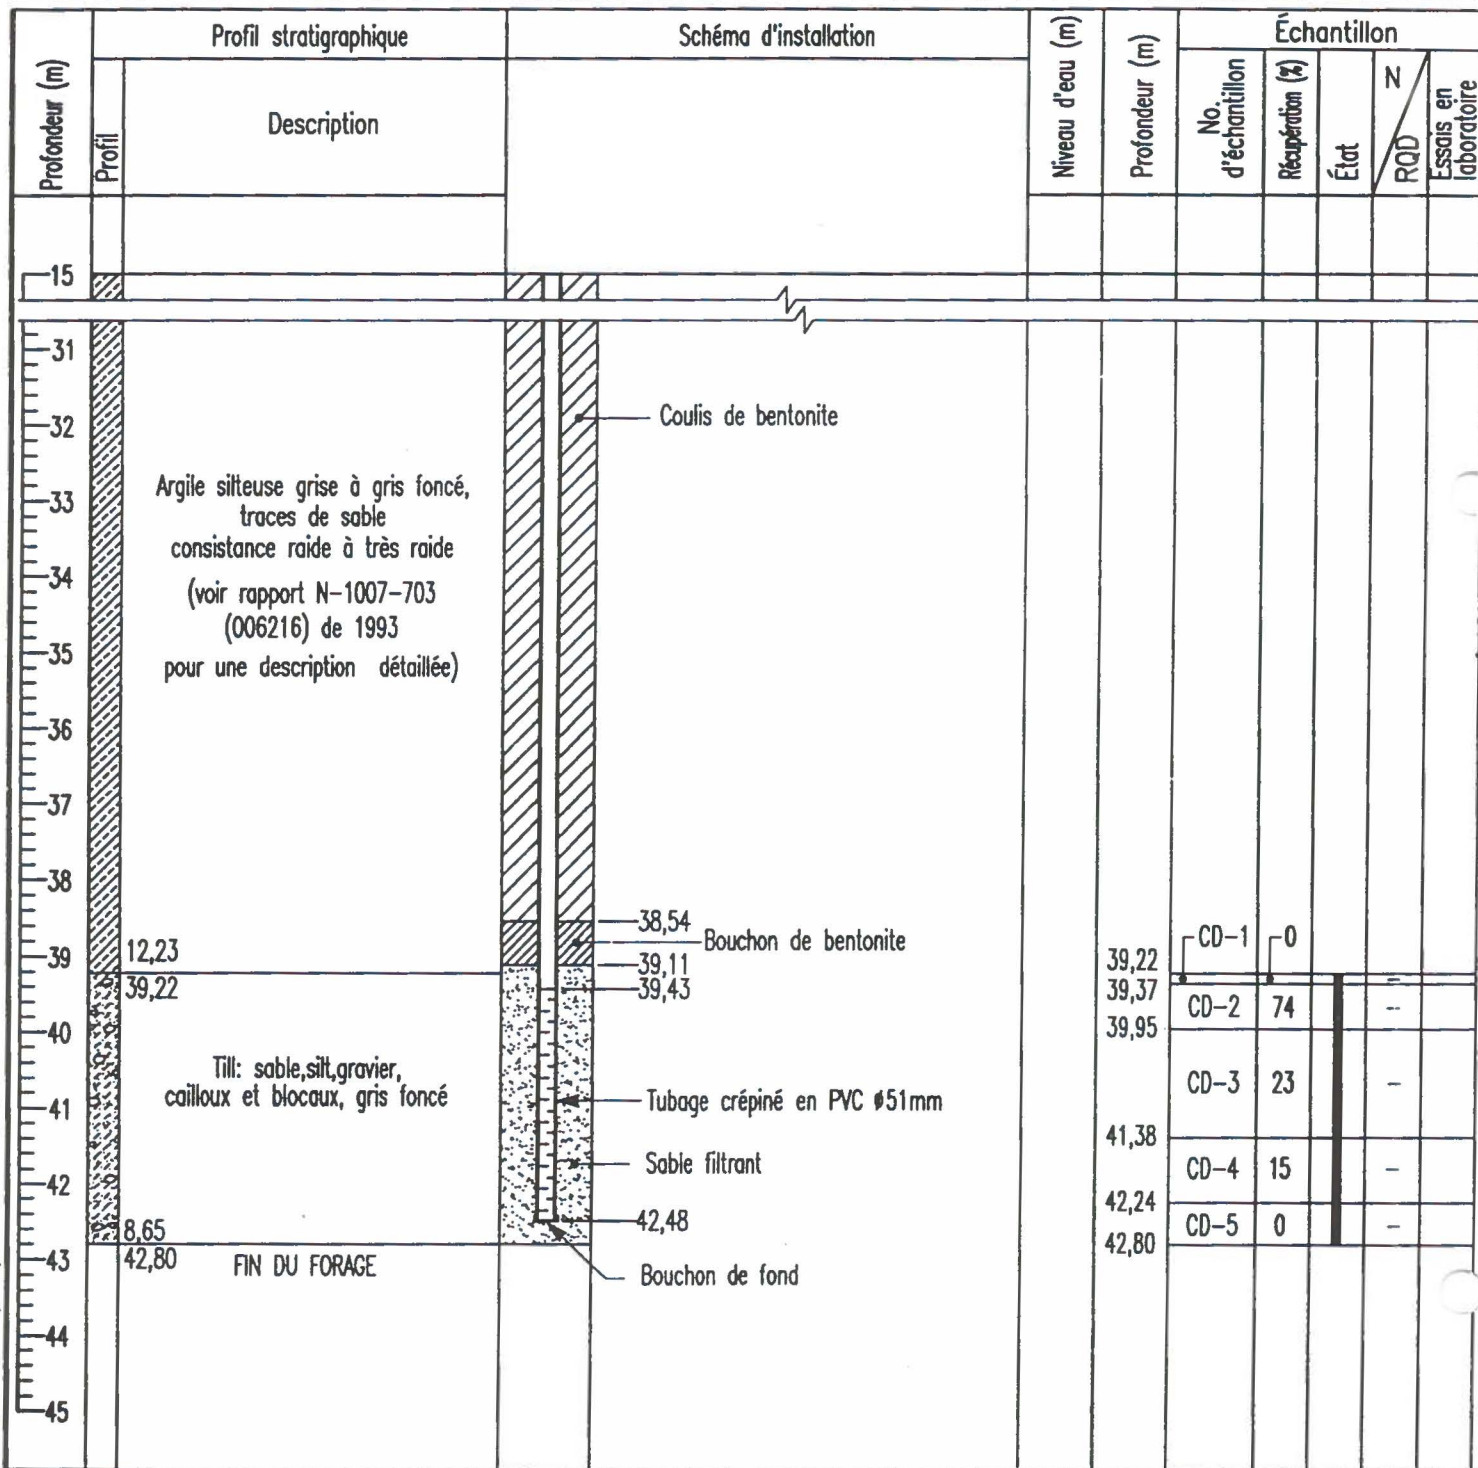 Profondeur (m)
Profil stratigraphique
Profil
Description
Schéma d'installation
Niveau d'eau (m)
Profondeur (m)
Échantillon
No.
d'échantillon
Récupération (%)
État
N
RQD
Essais en
laboratoire
15
31
32
33
34
35
36
37
38
39
40
41
42
43
44
45
Argile silteuse grise à gris foncé,
traces de sable
consistance raide à très raide
(voir rapport N-1007-703
(006216) de 1993
pour une description détaillée)
12,23
39,22
Till: sable,silt,gravier,
cailloux et blocaux, gris foncé
8,65
42,80
FIN DU FORAGE
Coulis de bentonite
38,54
Bouchon de bentonite
39,11
39,43
Tubage crépiné en PVC ø51mm
Sable filtrant
42,48
Bouchon de fond
39,22
39,37
39,95
41,38
42,24
42,80
CD-1 0 -
CD-2 74 --
CD-3 23 -
CD-4 15 -
CD-5 0 -